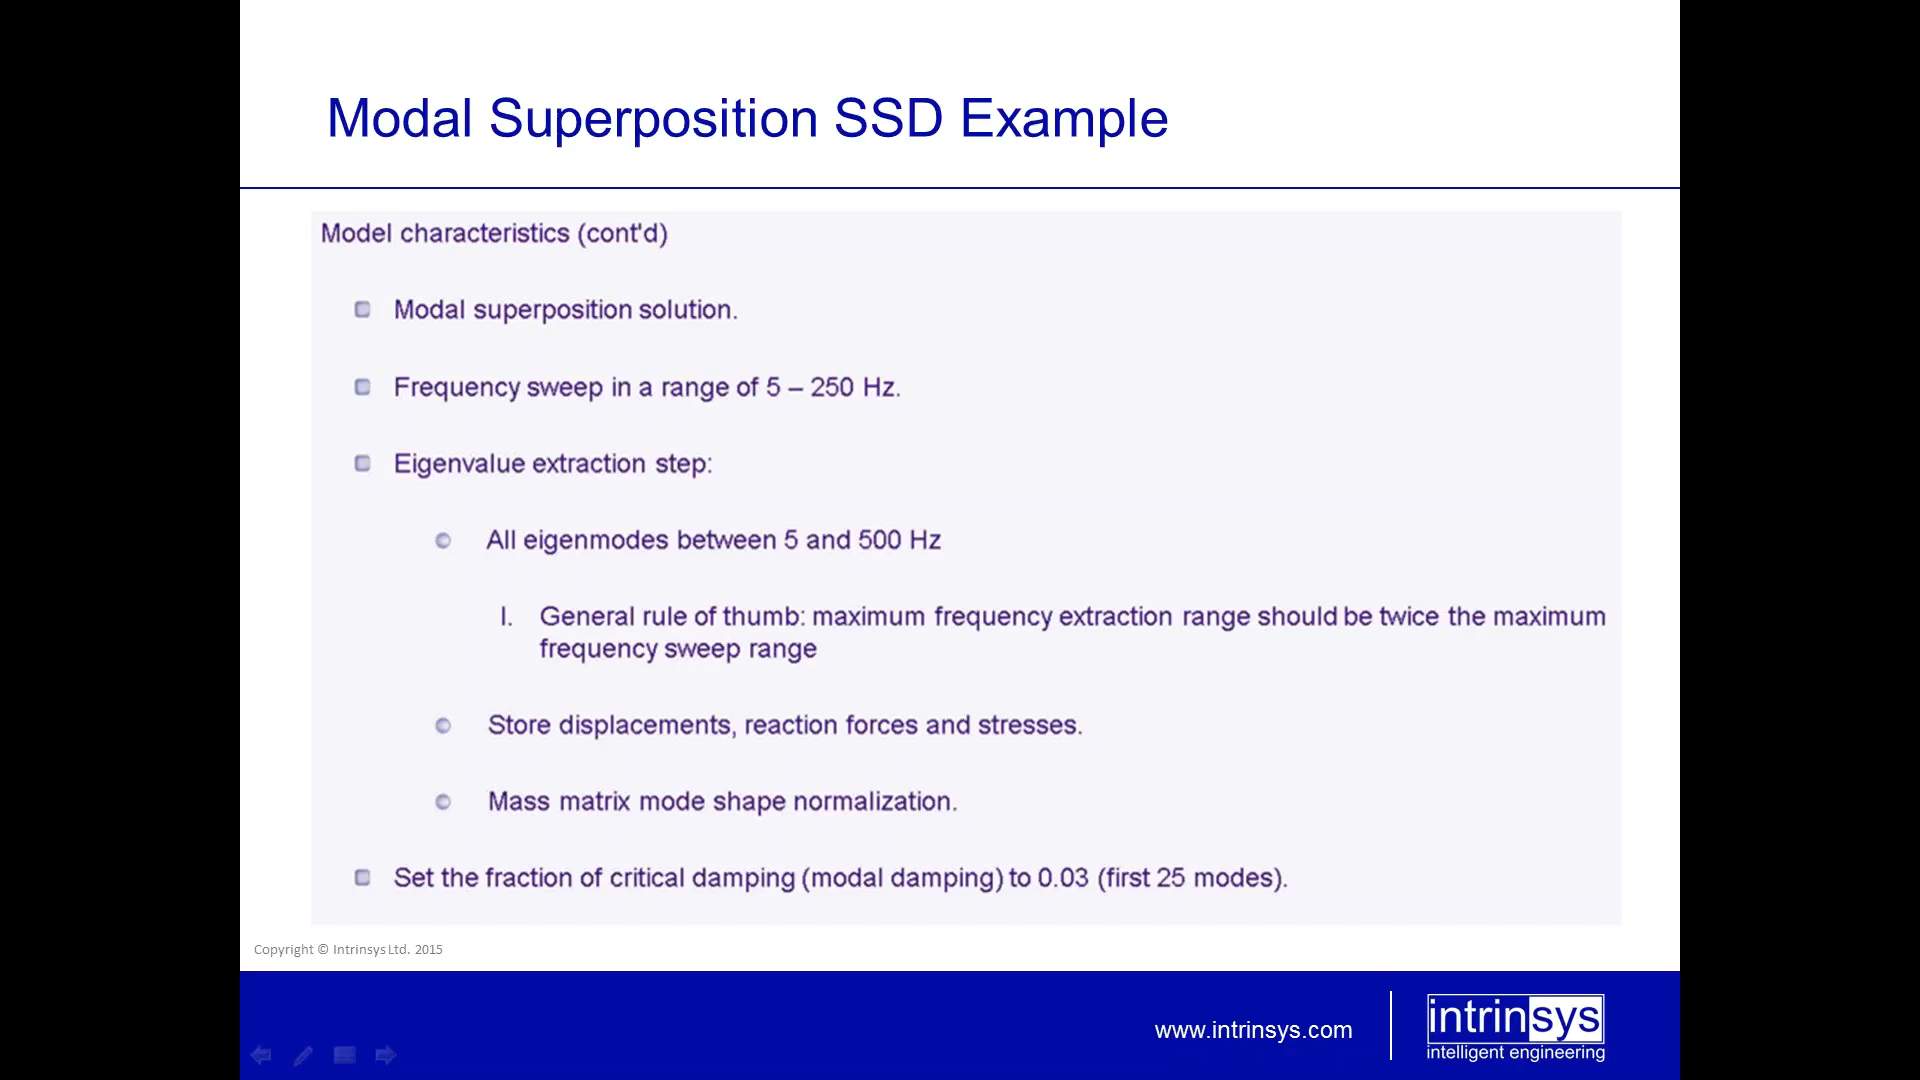 Modal Superposition SSD Example
Model characteristics (cont'd)
Modal superposition solution.
Frequency sweep in a range of 5 – 250 Hz.
Eigenvalue extraction step:
All eigenmodes between 5 and 500 Hz
I. General rule of thumb: maximum frequency extraction range should be twice the maximum
frequency sweep range
Store displacements, reaction forces and stresses.
Mass matrix mode shape normalization.
Set the fraction of critical damping (modal damping) to 0.03 (first 25 modes).
Copyright © Intrinsys Ltd. 2015
www.intrinsys.com
intrinsys
intelligent engineering